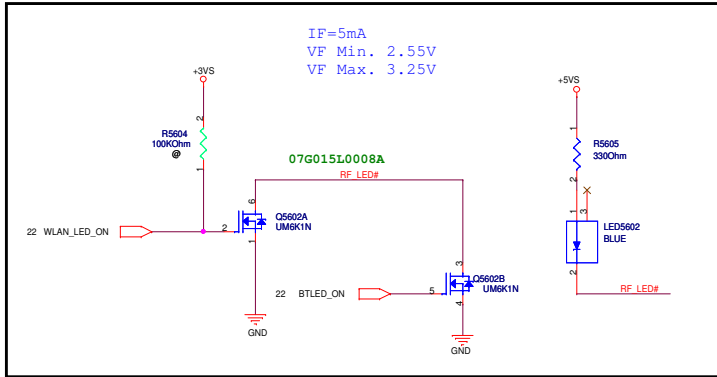 IF=5mA
VF Min. 2.55V
VF Max. 3.25V
+3VS
+5VS
2
R5604
100KOhm
@
1
1
R5605
330Ohm
2
07G015L0008A
RF_LED#
6
Q5602A
UM6K1N
22 WLAN_LED_ON
2
1
1
3
LED5602
BLUE
2
RF_LED#
3
Q5602B
UM6K1N
22 BTLED_ON
5
4
GND
GND